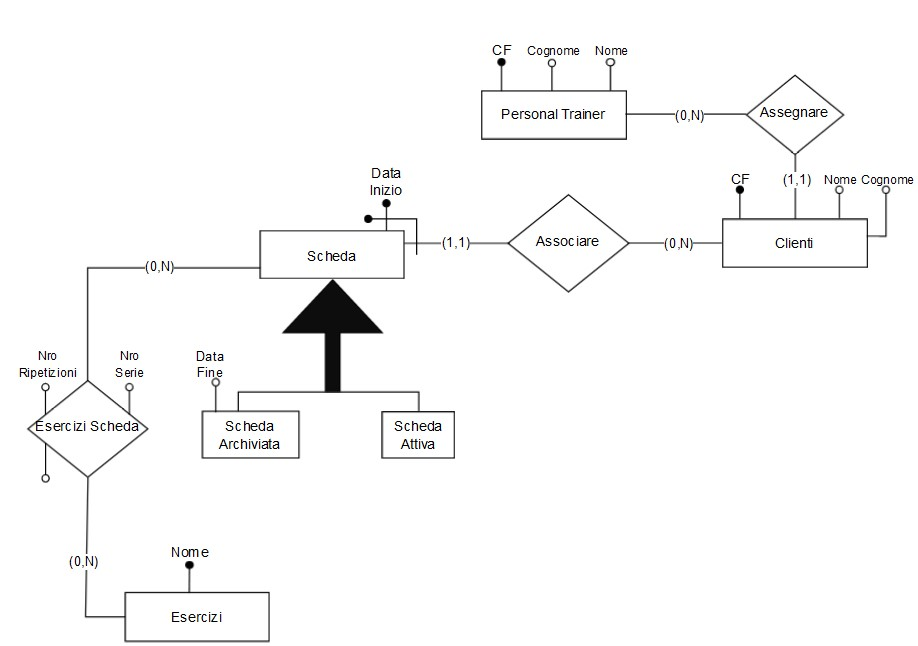 CF
Cognome
Nome
Personal Trainer
(0,N)
Assegnare
(1,1)
CF
Nome
Cognome
Clienti
Data
Inizio
Scheda
(1,1)
Associare
(0,N)
(0,N)
Nro
Ripetizioni
Nro
Serie
Esercizi Scheda
Data
Fine
Scheda
Archiviata
Scheda
Attiva
(0,N)
Nome
Esercizi